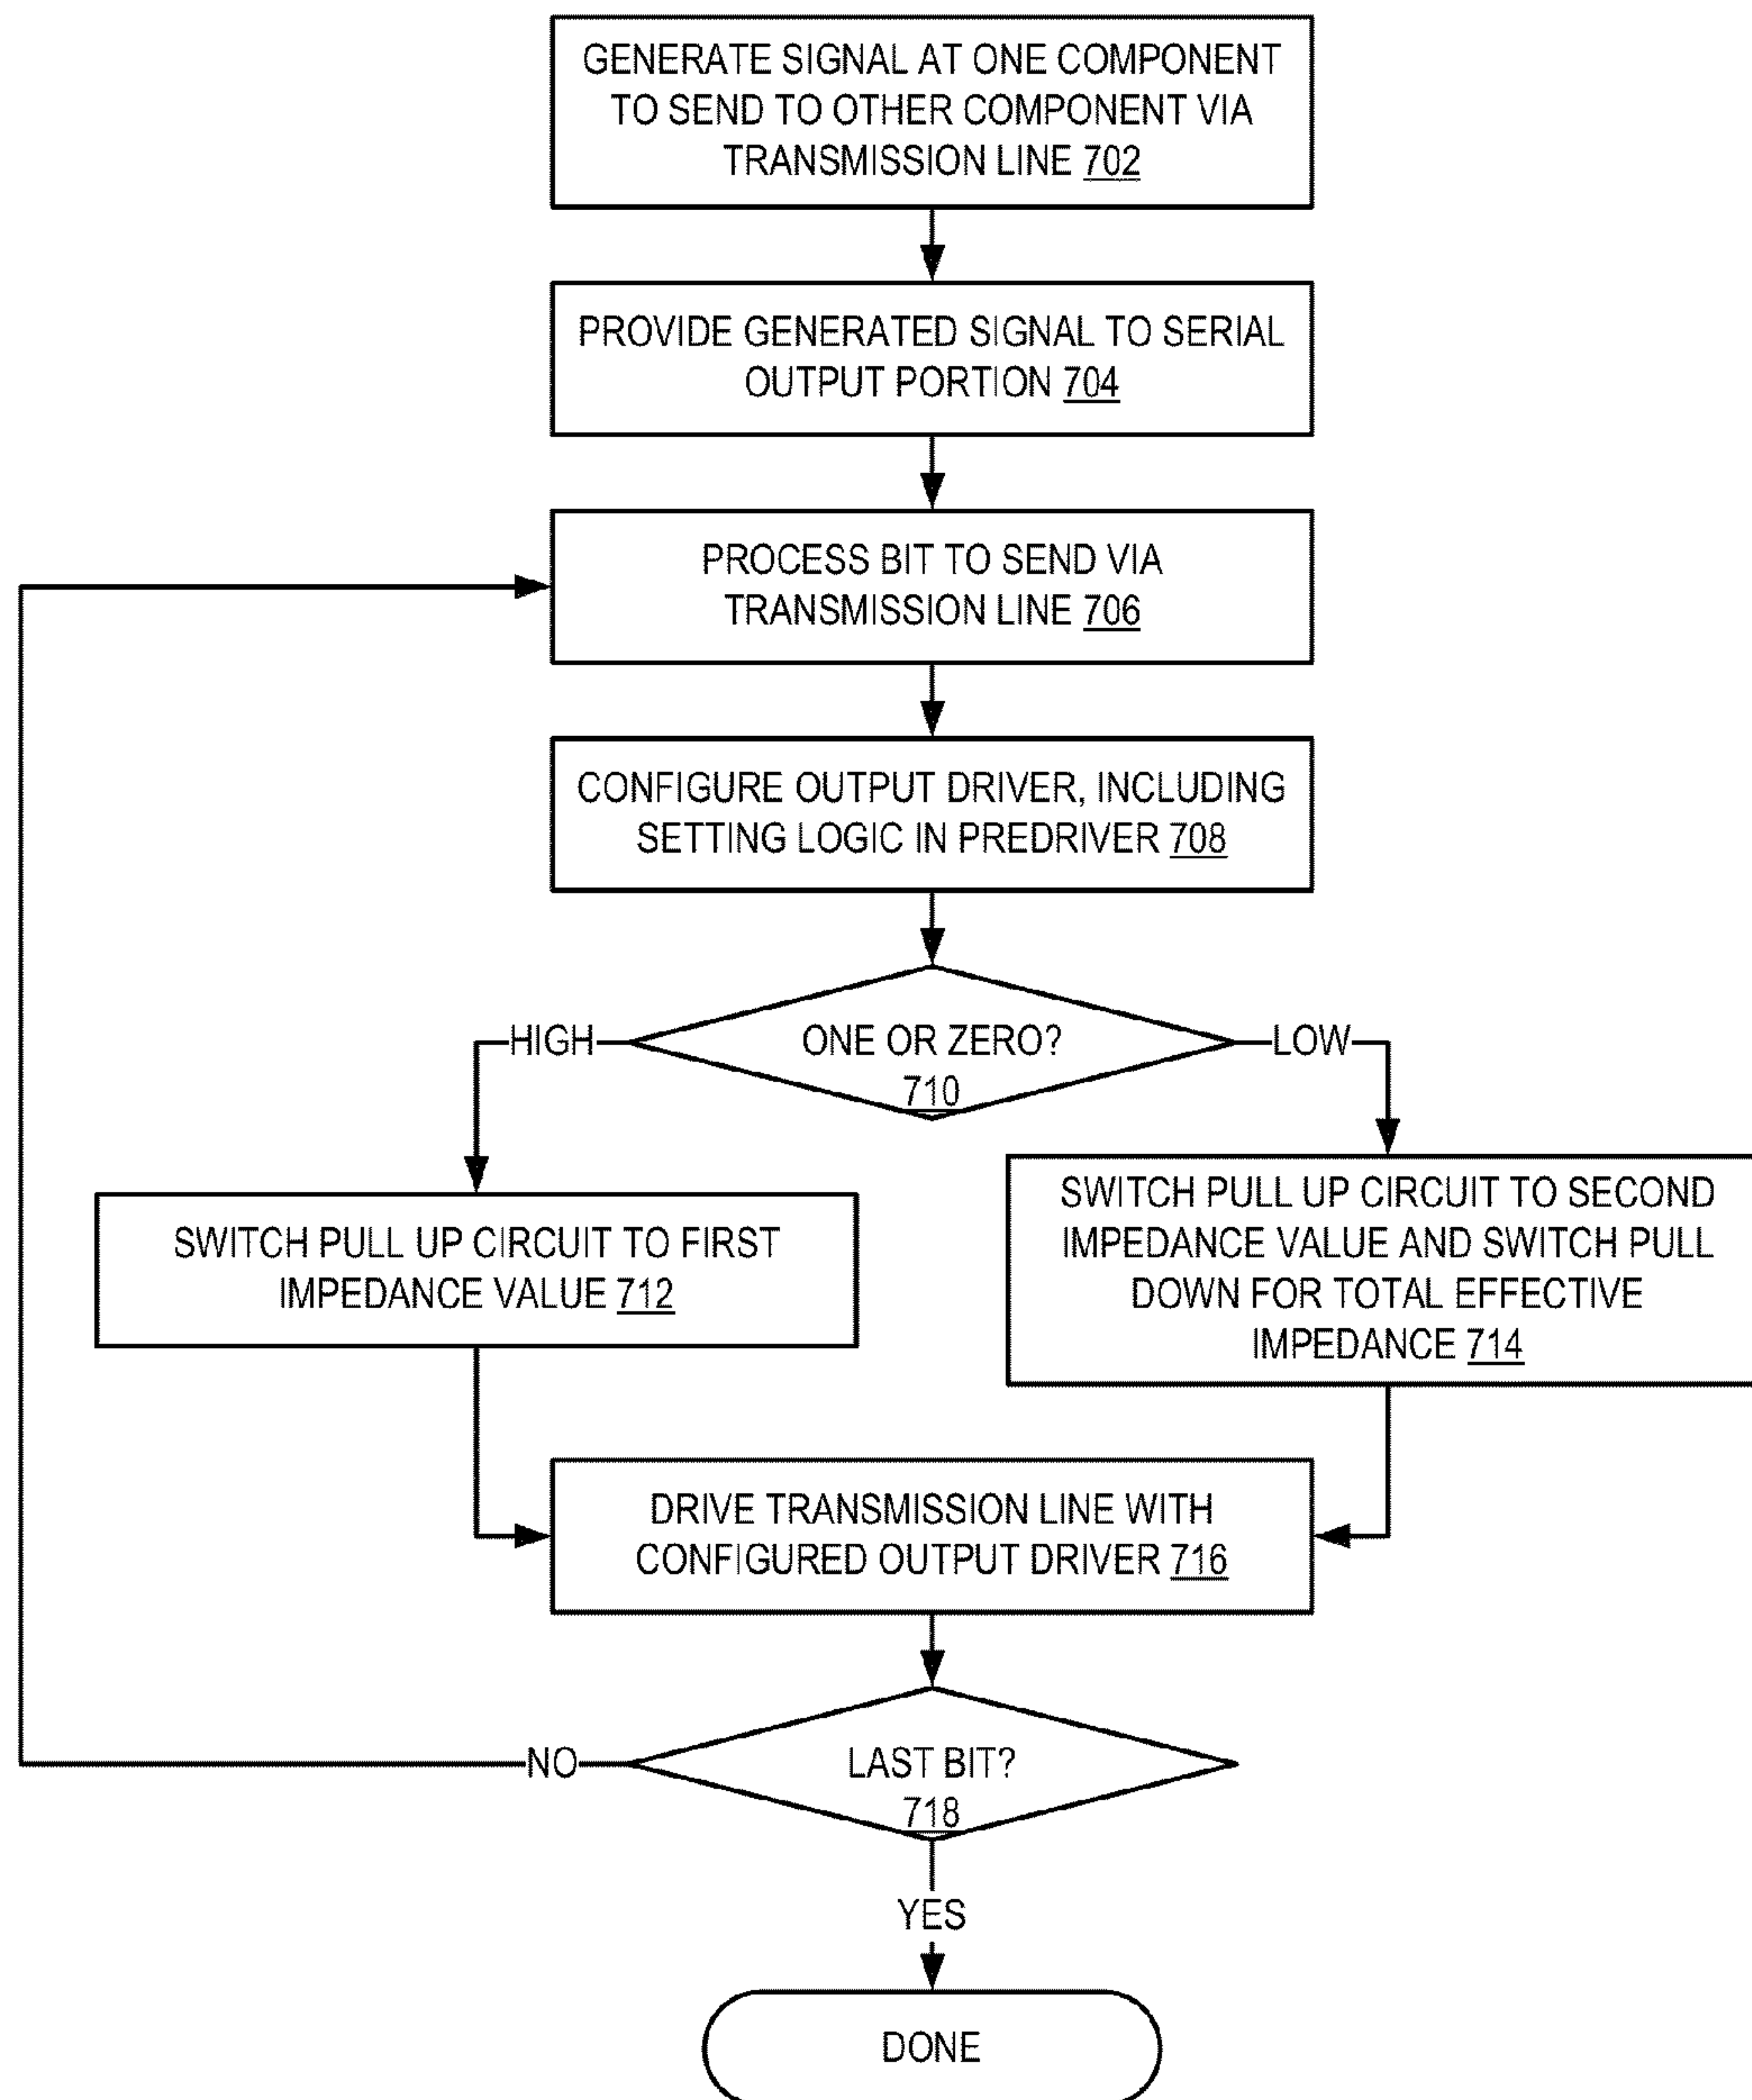 GENERATE SIGNAL AT ONE COMPONENT
TO SEND TO OTHER COMPONENT VIA
TRANSMISSION LINE 702
PROVIDE GENERATED SIGNAL TO SERIAL
OUTPUT PORTION 704
PROCESS BIT TO SEND VIA
TRANSMISSION LINE 706
CONFIGURE OUTPUT DRIVER, INCLUDING
SETTING LOGIC IN PREDRIVER 708
HIGH
ONE OR ZERO?
710
LOW
SWITCH PULL UP CIRCUIT TO FIRST
IMPEDANCE VALUE 712
SWITCH PULL UP CIRCUIT TO SECOND
IMPEDANCE VALUE AND SWITCH PULL
DOWN FOR TOTAL EFFECTIVE
IMPEDANCE 714
DRIVE TRANSMISSION LINE WITH
CONFIGURED OUTPUT DRIVER 716
NO
LAST BIT?
718
YES
DONE